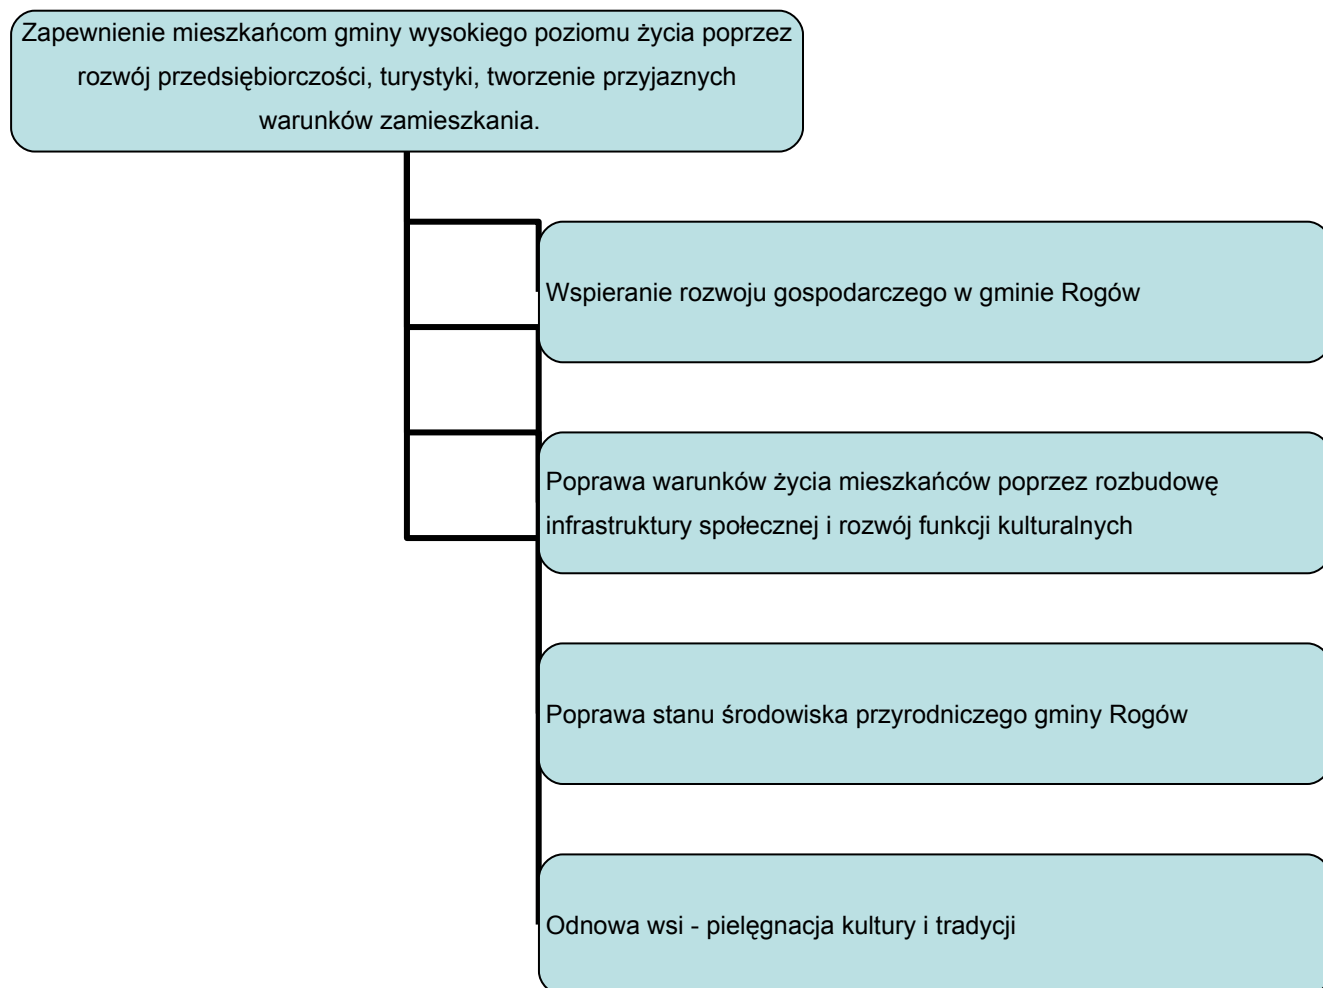 Zapewnienie mieszkańcom gminy wysokiego poziomu życia poprzez
rozwój przedsiębiorczości, turystyki, tworzenie przyjaznych
warunków zamieszkania.
Wspieranie rozwoju gospodarczego w gminie Rogów
Poprawa warunków życia mieszkańców poprzez rozbudowę
infrastruktury społecznej i rozwój funkcji kulturalnych
Poprawa stanu środowiska przyrodniczego gminy Rogów
Odnowa wsi - pielęgnacja kultury i tradycji